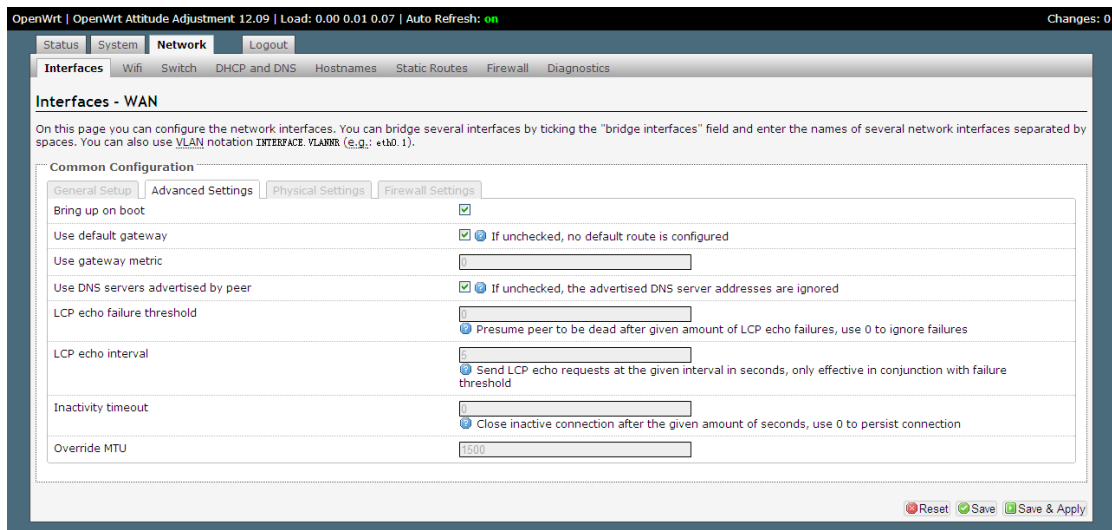 OpenWrt | OpenWrt Attitude Adjustment 12.09 | Load: 0.00 0.01 0.07 | Auto Refresh: on Changes: 0
Status System Network Logout
Interfaces Wifi Switch DHCP and DNS Hostnames Static Routes Firewall Diagnostics
Interfaces - WAN
On this page you can configure the network interfaces. You can bridge several interfaces by ticking the "bridge interfaces" field and enter the names of several network interfaces separated by
spaces. You can also use VLAN notation INTERFACE.VLANNR (e.g.: eth0.1).
Common Configuration
General Setup Advanced Settings Physical Settings Firewall Settings
Bring up on boot
Use default gateway If unchecked, no default route is configured
Use gateway metric 0
Use DNS servers advertised by peer If unchecked, the advertised DNS server addresses are ignored
LCP echo failure threshold 0
Presume peer to be dead after given amount of LCP echo failures, use 0 to ignore failures
LCP echo interval 5
Send LCP echo requests at the given interval in seconds, only effective in conjunction with failure
threshold
Inactivity timeout 0
Close inactive connection after the given amount of seconds, use 0 to persist connection
Override MTU 1500
Reset Save Save & Apply